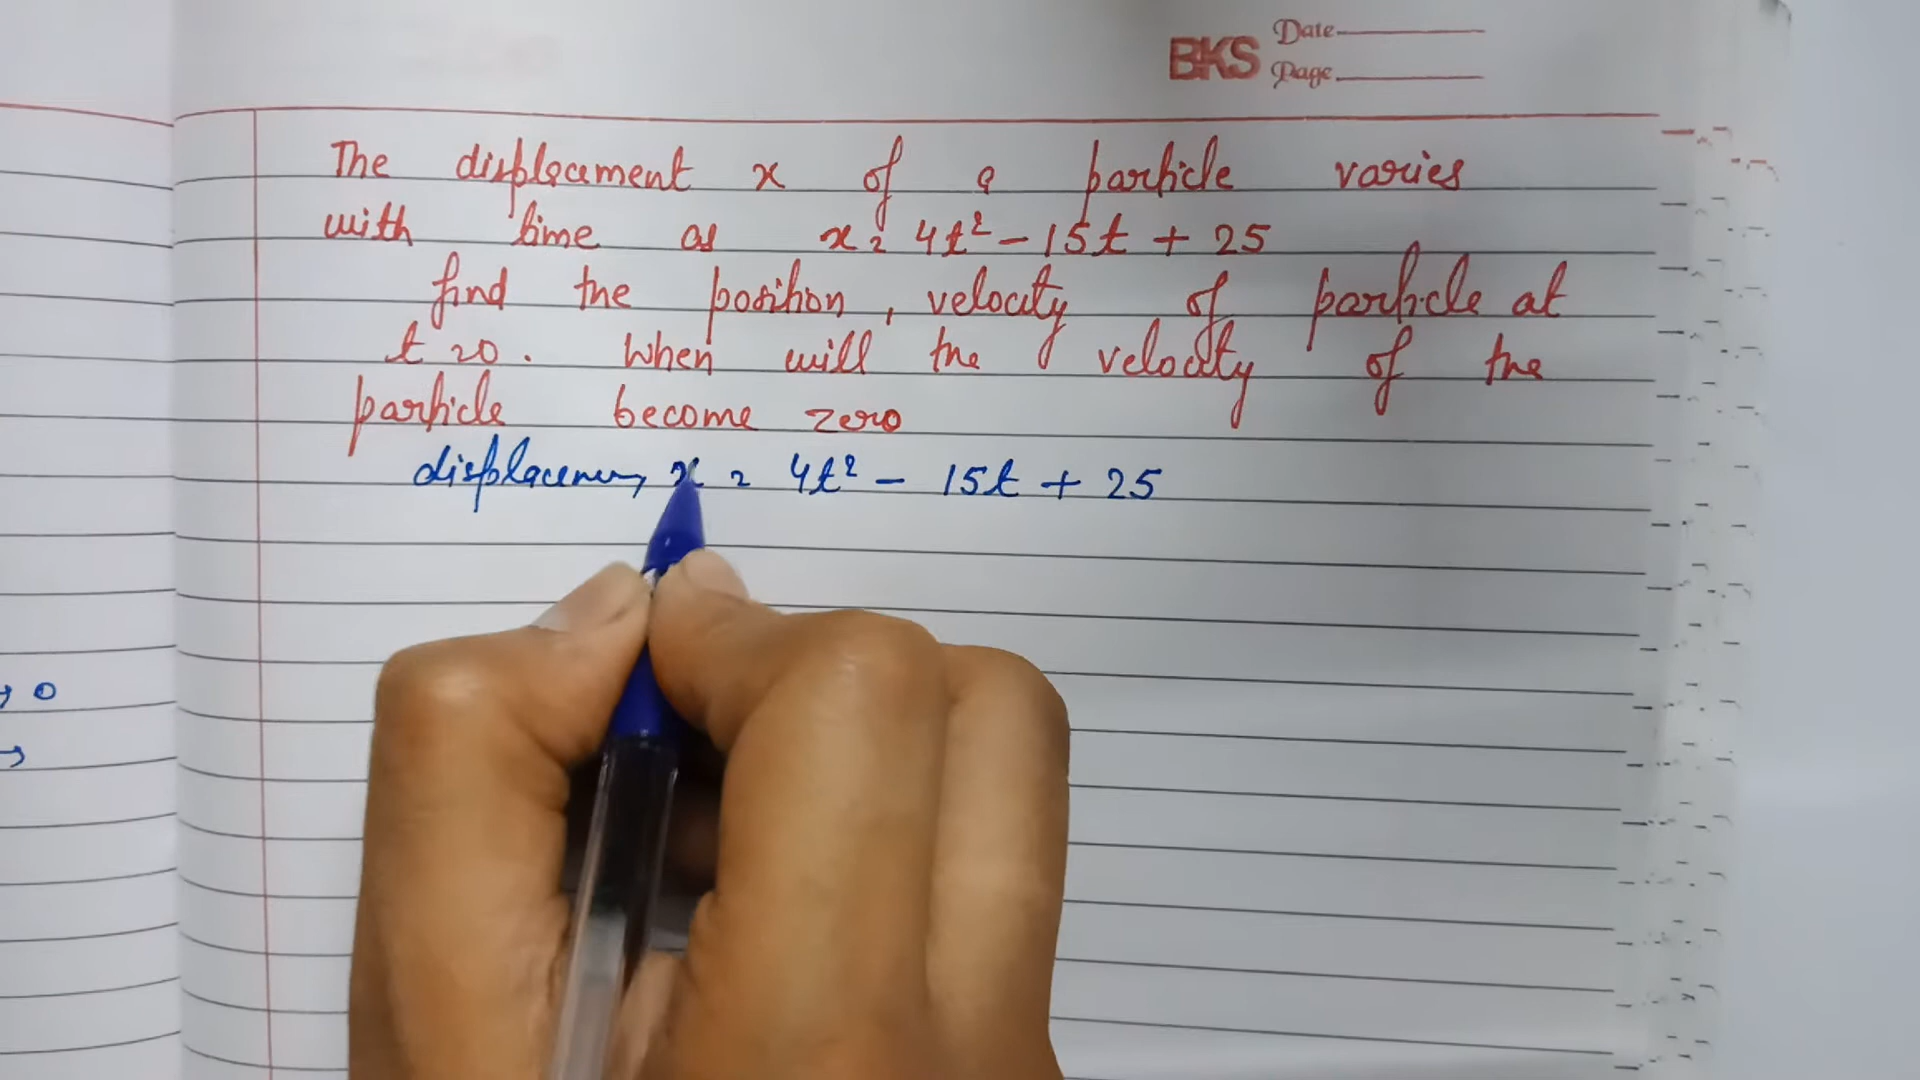 BKS Date
Page
The displacement x of a particle varies
with time as x = 4t² - 15t + 25
find the position, velocity of particle at
t = 0. When will the velocity of the
particle become zero
x = 4t² - 15t + 25
0